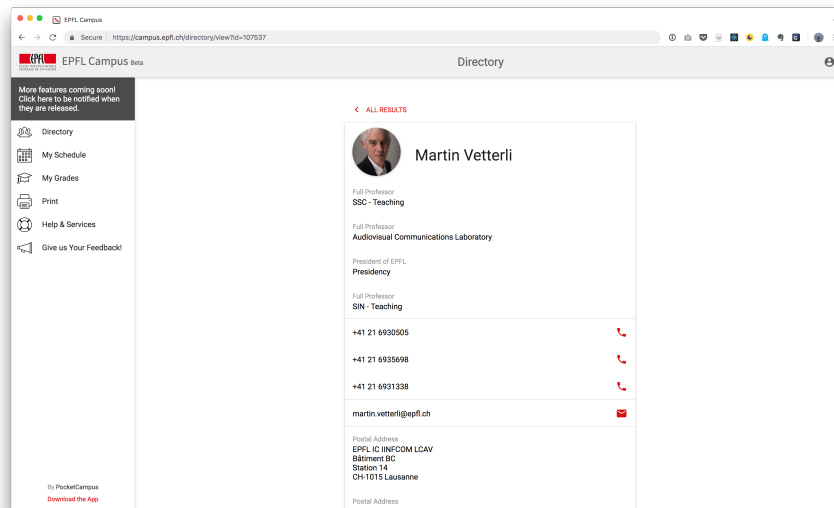 EPFL Campus
Secure
https://campus.epfl.ch/directory/view?id=107537
EPFL
EPFL Campus Beta
Directory
More features coming soon!
Click here to be notified when
they are released.
Directory
My Schedule
My Grades
Print
Help & Services
Give us Your Feedback!
By PocketCampus
Download the App
ALL RESULTS
Martin Vetterli
Full Professor
SSC - Teaching
Full Professor
Audiovisual Communications Laboratory
President of EPFL
Presidency
Full Professor
SIN - Teaching
+41 21 6930505
+41 21 6935698
+41 21 6931338
martin.vetterli@epfl.ch
Postal Address
EPFL IC IINFCOM LCAV
Bâtiment BC
Station 14
CH-1015 Lausanne
Postal Address